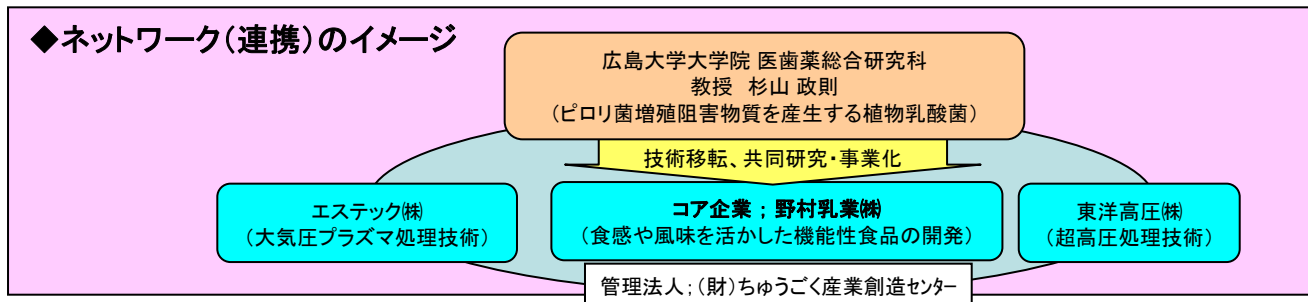 ◆ネットワーク（連携）のイメージ
広島大学大学院 医歯薬総合研究科
教授　杉山 政則
（ピロリ菌増殖阻害物質を産生する植物乳酸菌）
技術移転、共同研究・事業化
エステック㈱
（大気圧プラズマ処理技術）
コア企業；野村乳業㈱
（食感や風味を活かした機能性食品の開発）
東洋高圧㈱
（超高圧処理技術）
管理法人；（財）ちゅうごく産業創造ｾﾝﾀｰ